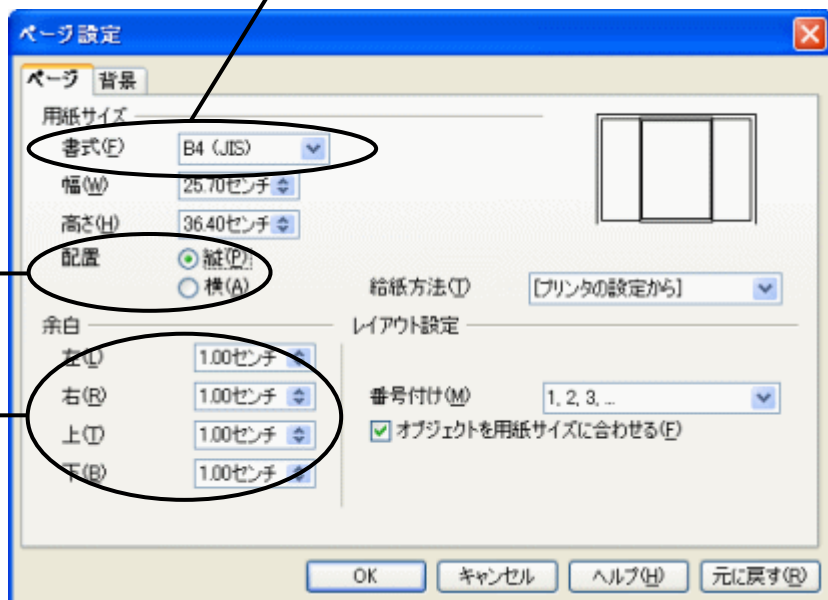 ページ設定
ページ 背景
用紙サイズ
書式(F) B4 (JIS)
幅(W) 25.70センチ
高さ(H) 36.40センチ
配置 縦(P)
横(A) 給紙方法(T) [プリンタの設定から]
余白 レイアウト設定
左(L) 1.00センチ
右(R) 1.00センチ 番号付け(M) 1, 2, 3, ...
上(T) 1.00センチ オブジェクトを用紙サイズに合わせる(F)
下(B) 1.00センチ
OK キャンセル ヘルプ(H) 元に戻す(R)